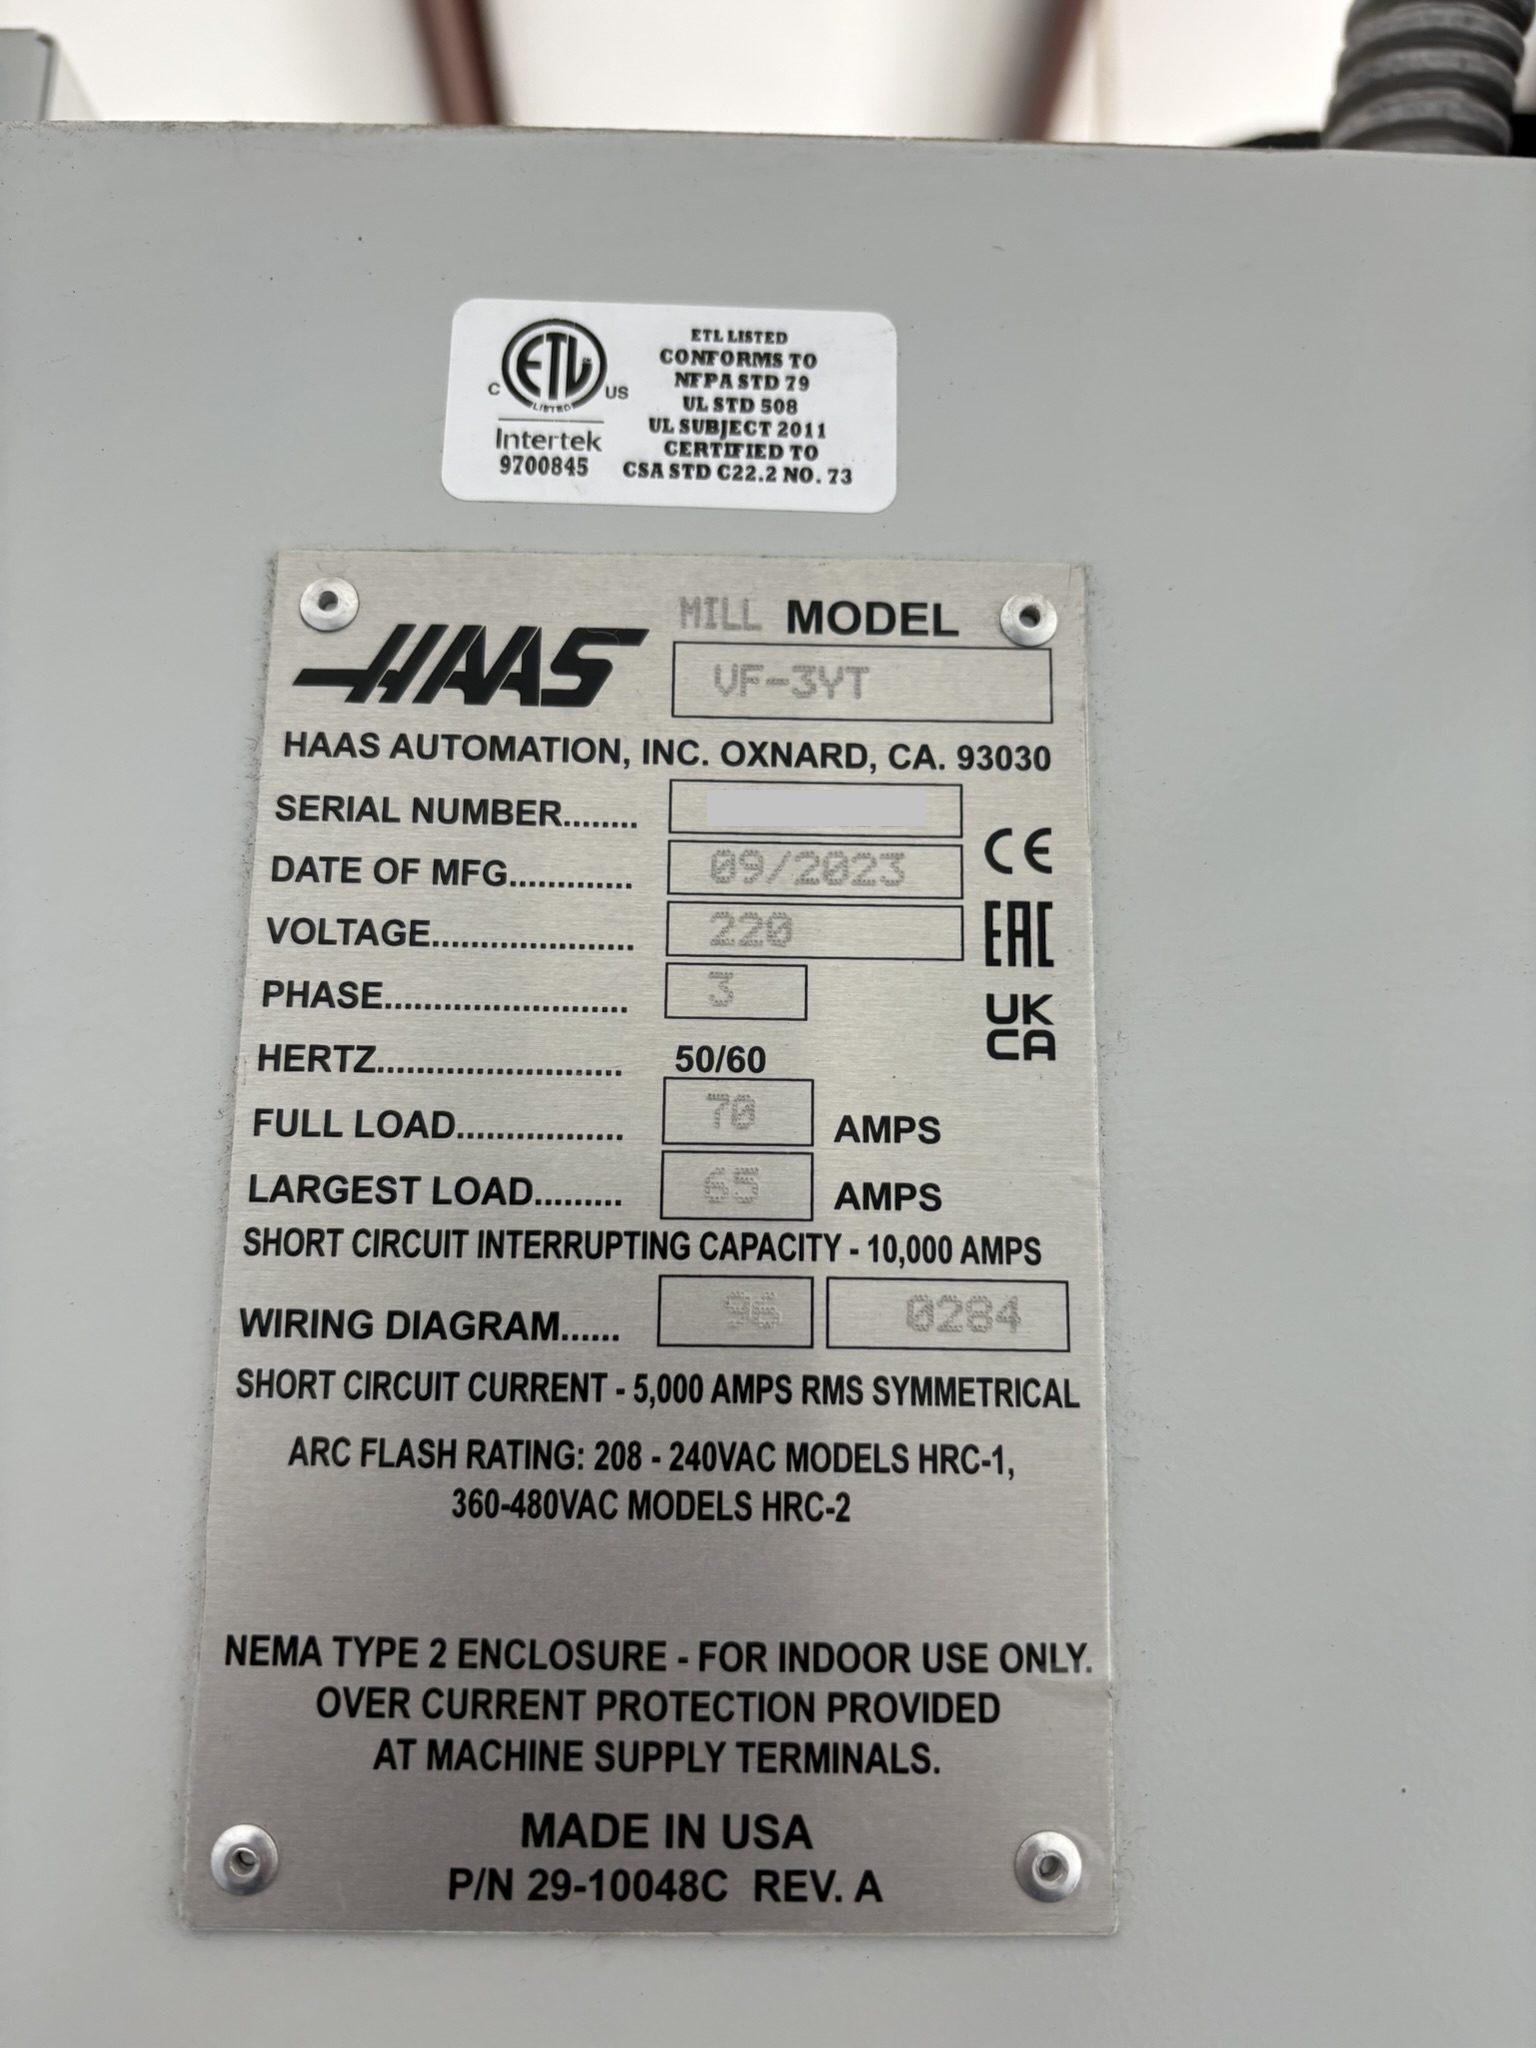 ETL LISTED
CONFORMS TO
NFPA STD 79
UL STD 508
UL SUBJECT 2011
CERTIFIED TO
CSA STD C22.2 NO. 73
ETL CM
LISTED
C US
Intertek
9700845
HAAS
MILL MODEL
VF-3YT
HAAS AUTOMATION, INC. OXNARD, CA. 93030
SERIAL NUMBER........
DATE OF MFG............. 09/2023
VOLTAGE..................... 220
PHASE......................... 3
HERTZ......................... 50/60
FULL LOAD................. 70 AMPS
LARGEST LOAD......... 65 AMPS
CE
EAC
UK
CA
SHORT CIRCUIT INTERRUPTING CAPACITY - 10,000 AMPS
WIRING DIAGRAM...... 96 0284
SHORT CIRCUIT CURRENT - 5,000 AMPS RMS SYMMETRICAL
ARC FLASH RATING: 208 - 240VAC MODELS HRC-1,
360-480VAC MODELS HRC-2
NEMA TYPE 2 ENCLOSURE - FOR INDOOR USE ONLY.
OVER CURRENT PROTECTION PROVIDED
AT MACHINE SUPPLY TERMINALS.
MADE IN USA
P/N 29-10048C REV. A